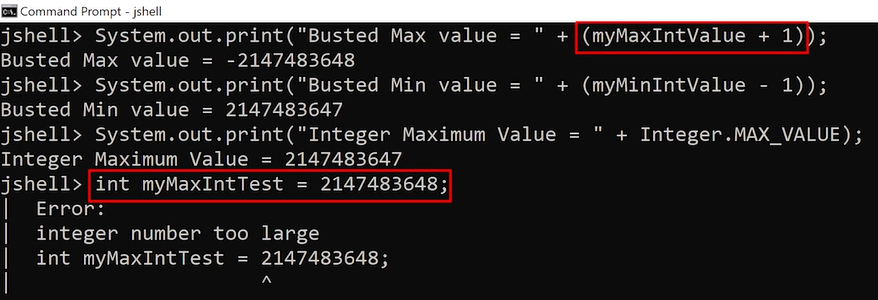 Command Prompt - jshell
jshell> System.out.print("Busted Max value = " + (myMaxIntValue + 1));
Busted Max value = -2147483648
jshell> System.out.print("Busted Min value = " + (myMinIntValue - 1));
Busted Min value = 2147483647
jshell> System.out.print("Integer Maximum Value = " + Integer.MAX_VALUE);
Integer Maximum Value = 2147483647
jshell> int myMaxIntTest = 2147483648;
|  Error:
|  integer number too large
|  int myMaxIntTest = 2147483648;
|                     ^